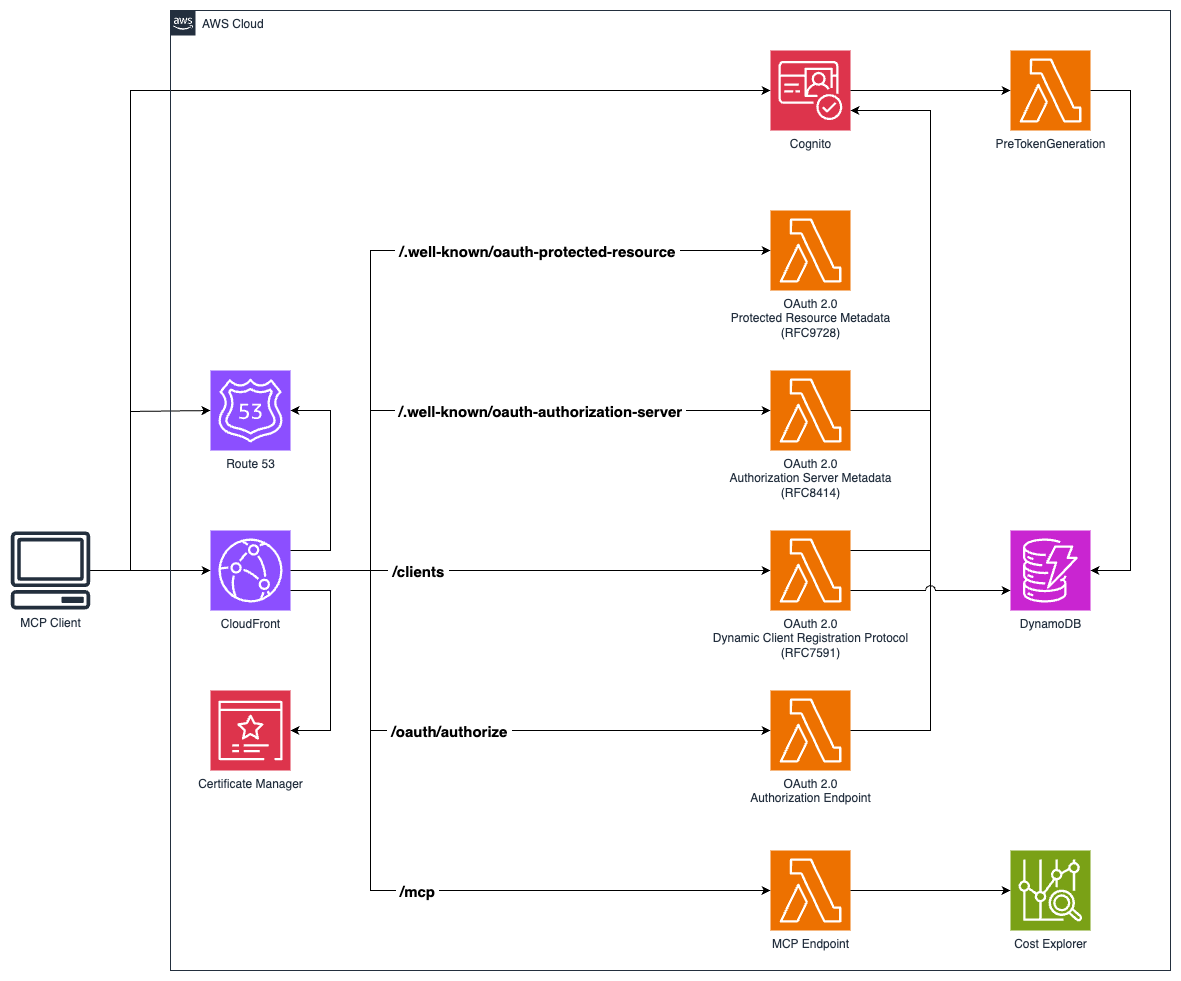 aws
AWS Cloud
Cognito
PreTokenGeneration
/.well-known/oauth-protected-resource
OAuth 2.0
Protected Resource Metadata
(RFC9728)
53
Route 53
/.well-known/oauth-authorization-server
OAuth 2.0
Authorization Server Metadata
(RFC8414)
MCP Client
CloudFront
/clients
OAuth 2.0
Dynamic Client Registration Protocol
(RFC7591)
DynamoDB
Certificate Manager
/oauth/authorize
OAuth 2.0
Authorization Endpoint
/mcp
MCP Endpoint
Cost Explorer